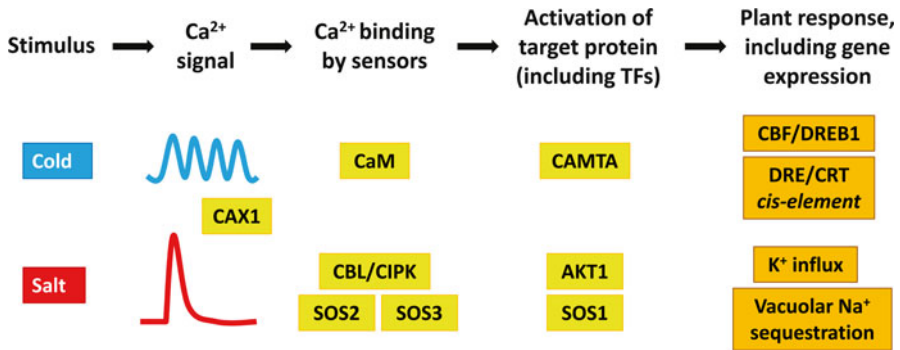 Stimulus
Ca²⁺
signal
Ca²⁺ binding
by sensors
Activation of
target protein
(including TFs)
Plant response,
including gene
expression
Cold
CaM
CAMTA
CBF/DREB1
DRE/CRT
cis-element
CAX1
Salt
CBL/CIPK
SOS2
SOS3
AKT1
SOS1
K⁺ influx
Vacuolar Na⁺
sequestration